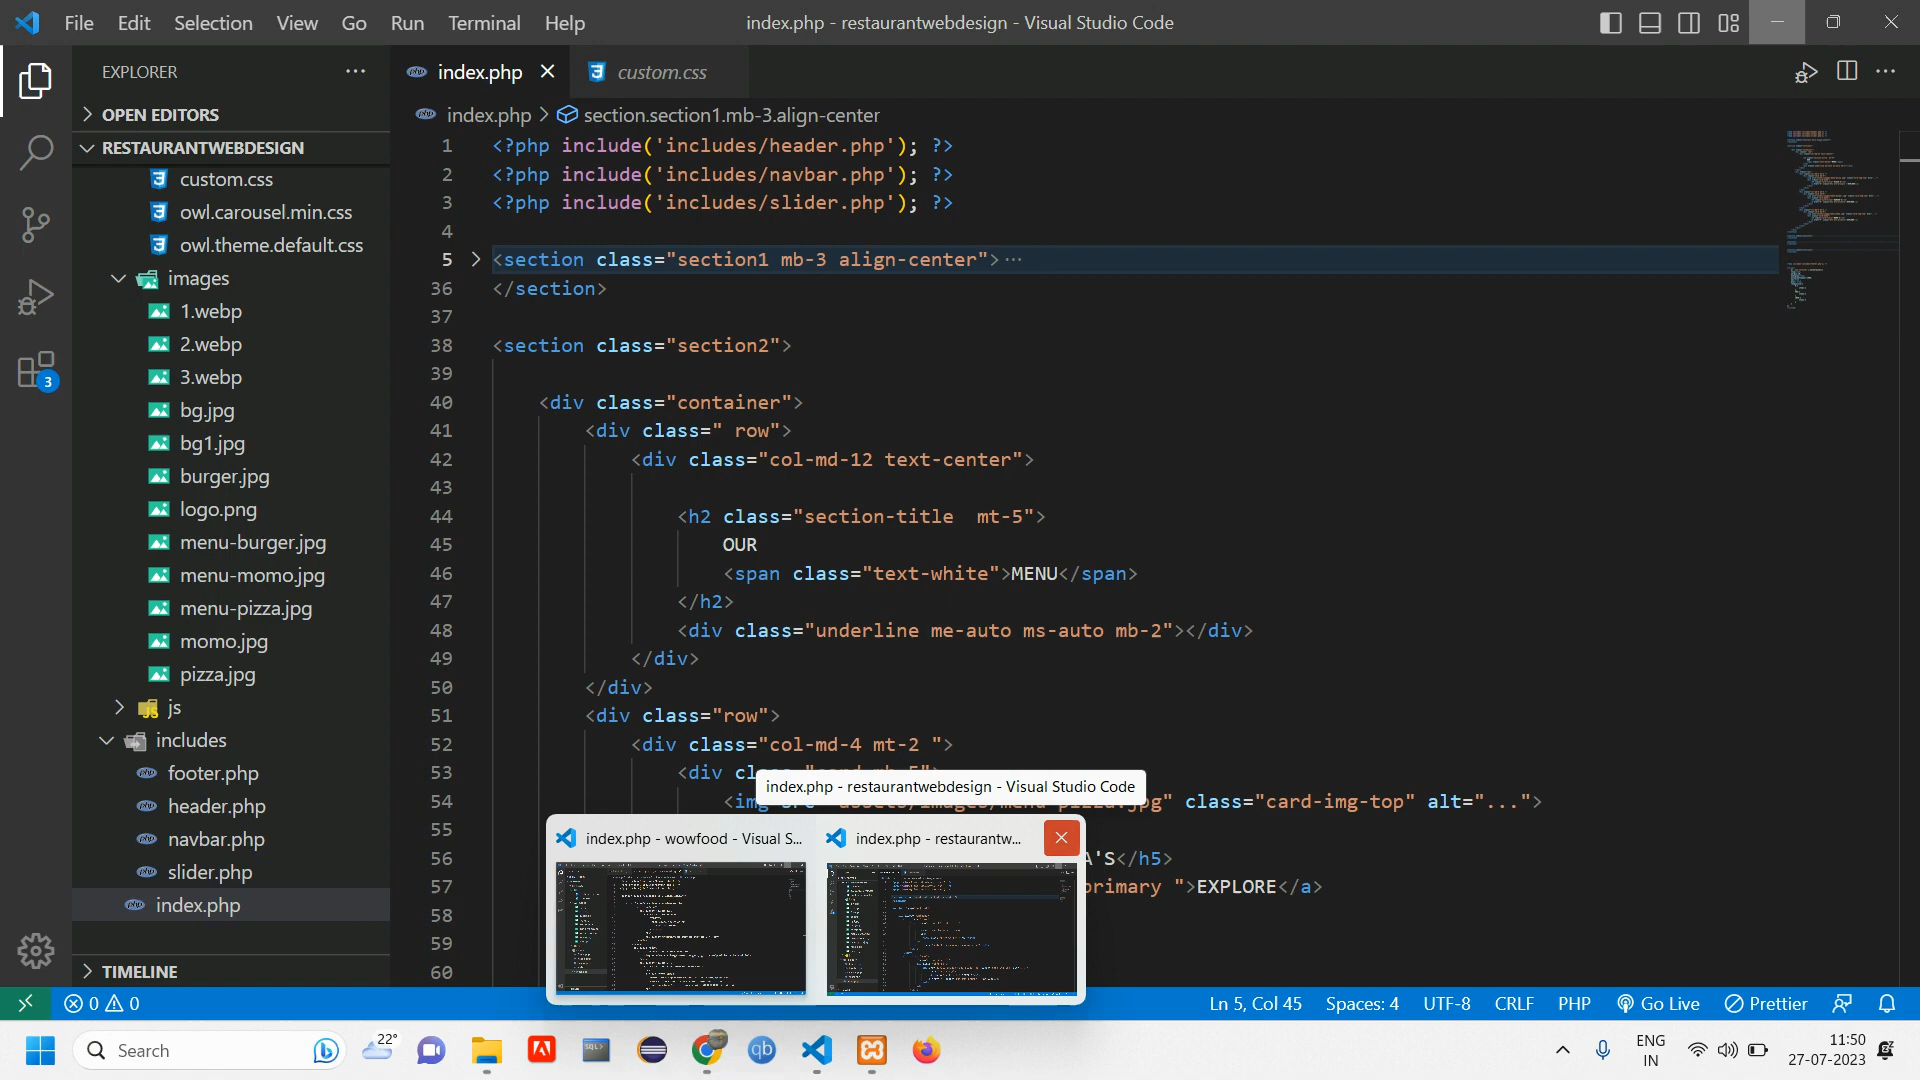 File Edit Selection View Go Run Terminal Help
index.php - restaurantwebdesign - Visual Studio Code
EXPLORER
OPEN EDITORS
RESTAURANTWEBDESIGN
custom.css
owl.carousel.min.css
owl.theme.default.css
images
1.webp
2.webp
3.webp
bg.jpg
bg1.jpg
burger.jpg
logo.png
menu-burger.jpg
menu-momo.jpg
menu-pizza.jpg
momo.jpg
pizza.jpg
js
includes
footer.php
header.php
navbar.php
slider.php
index.php
TIMELINE
3
index.php custom.css
index.php > section.section1.mb-3.align-center
1 <?php include('includes/header.php'); ?>
2 <?php include('includes/navbar.php'); ?>
3 <?php include('includes/slider.php'); ?>
4
5 <section class="section1 mb-3 align-center">...
36 </section>
37
38 <section class="section2">
39
40 <div class="container">
41 <div class=" row">
42 <div class="col-md-12 text-center">
43
44 <h2 class="section-title  mt-5">
45 OUR
46 <span class="text-white">MENU</span>
47 </h2>
48 <div class="underline me-auto ms-auto mb-2"></div>
49 </div>
50 </div>
51 <div class="row">
52 <div class="col-md-4 mt-2 ">
53 <div cl
index.php - restaurantwebdesign - Visual Studio Code
54 class="card-img-top" alt="...">
55
56 A'S</h5>
57 primary ">EXPLORE</a>
58
59
60
index.php - wowfood - Visual S...
index.php - restaurantw...
0 0
Ln 5, Col 45 Spaces: 4 UTF-8 CRLF PHP Go Live Prettier
Search
22°
SQL>
qb
ENG
IN
11:50
27-07-2023